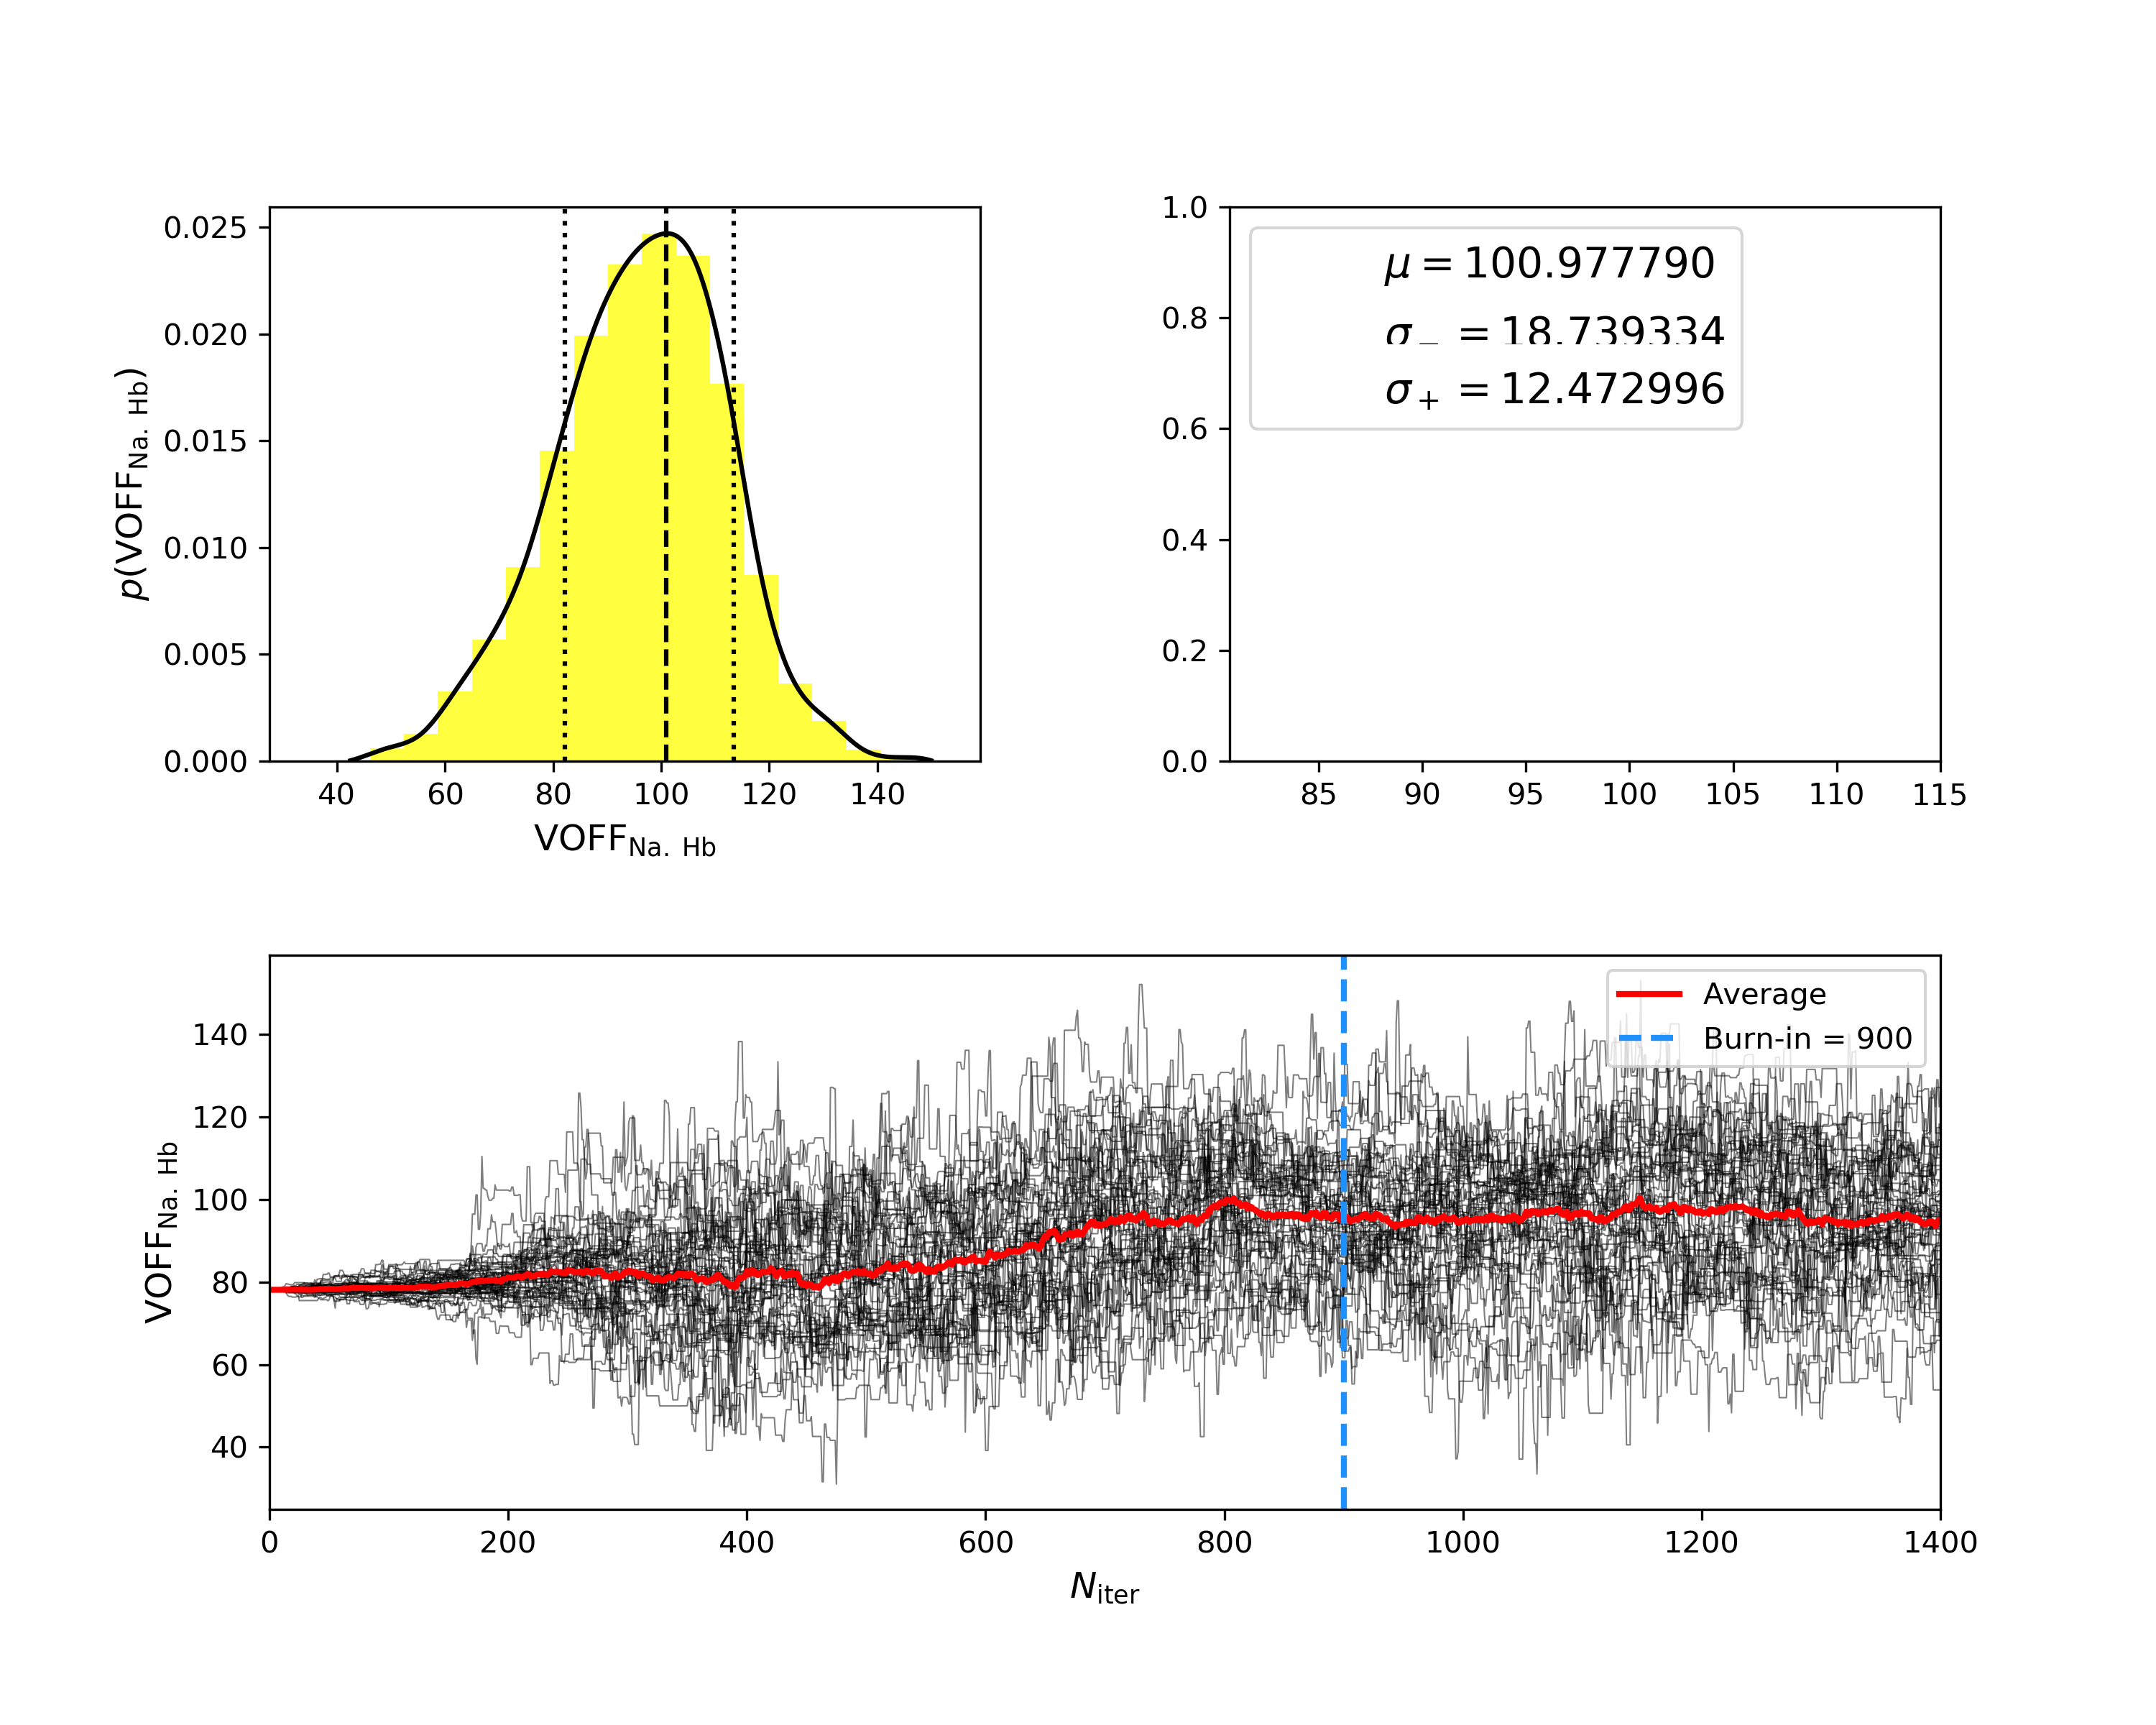 p(VOFF_Na. Hb)
0.025
0.020
0.015
0.010
0.005
0.000
40 60 80 100 120 140
VOFF_Na. Hb
1.0
0.8
0.6
0.4
0.2
0.0
μ = 100.977790
σ_− = 18.739334
σ_+ = 12.472996
85 90 95 100 105 110 115
VOFF_Na. Hb
140
120
100
80
60
40
Average
Burn-in = 900
0 200 400 600 800 1000 1200 1400
N_iter